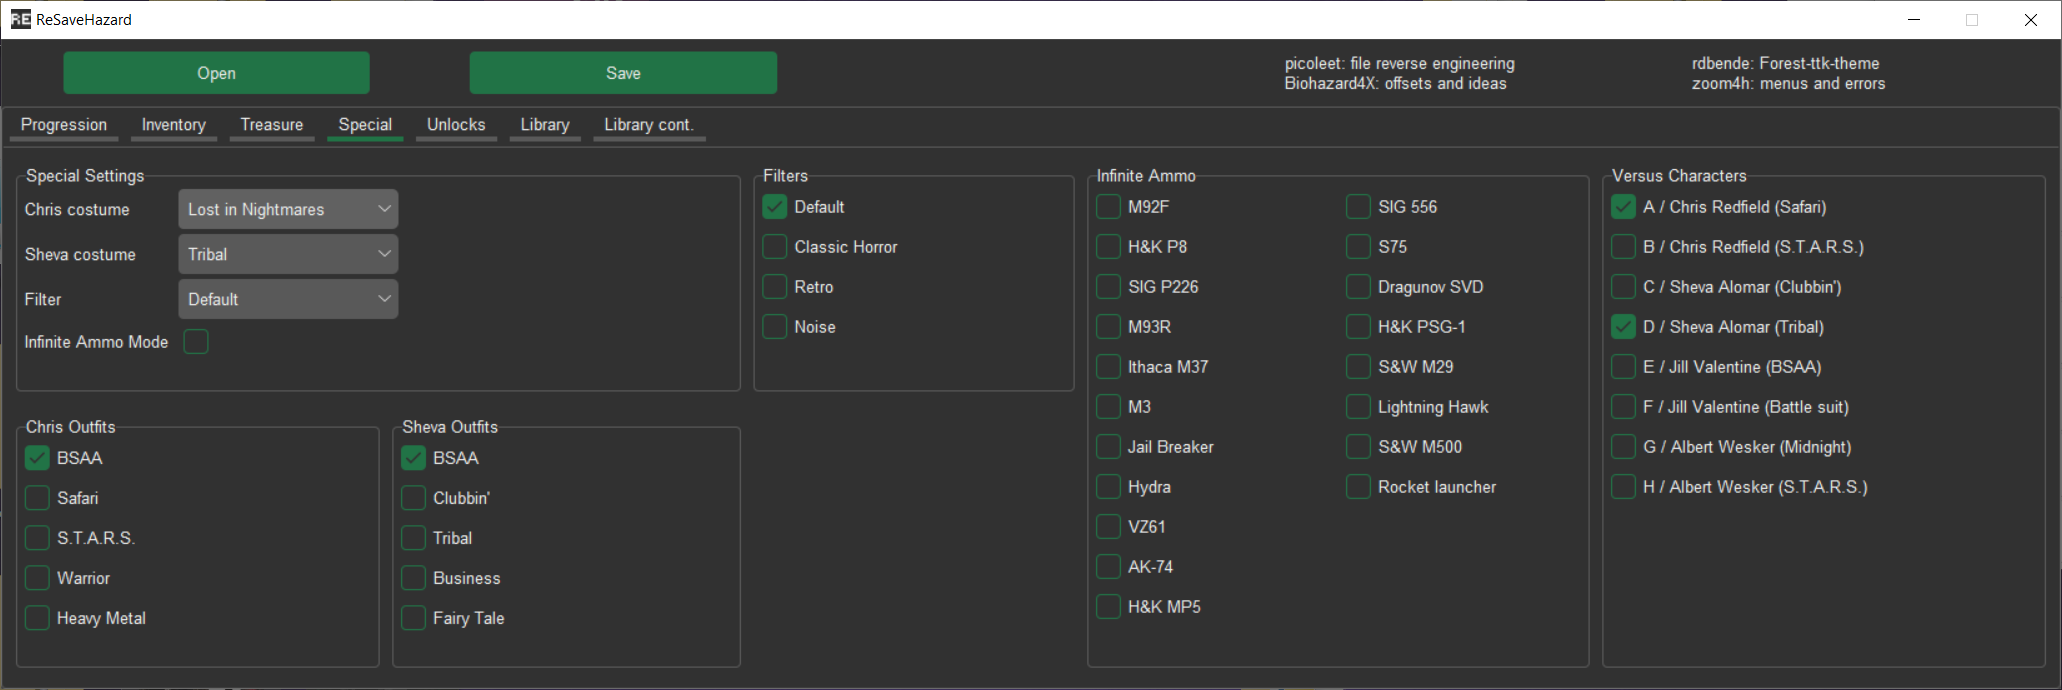 RE ReSaveHazard
Open
Save
picoleet: file reverse engineering
Biohazard4X: offsets and ideas
rdbende: Forest-ttk-theme
zoom4h: menus and errors
Progression Inventory Treasure Special Unlocks Library Library cont.
Special Settings
Chris costume Lost in Nightmares
Sheva costume Tribal
Filter Default
Infinite Ammo Mode
Chris Outfits
BSAA
Safari
S.T.A.R.S.
Warrior
Heavy Metal
Sheva Outfits
BSAA
Clubbin'
Tribal
Business
Fairy Tale
Filters
Default
Classic Horror
Retro
Noise
Infinite Ammo
M92F
H&K P8
SIG P226
M93R
Ithaca M37
M3
Jail Breaker
Hydra
VZ61
AK-74
H&K MP5
SIG 556
S75
Dragunov SVD
H&K PSG-1
S&W M29
Lightning Hawk
S&W M500
Rocket launcher
Versus Characters
A / Chris Redfield (Safari)
B / Chris Redfield (S.T.A.R.S.)
C / Sheva Alomar (Clubbin')
D / Sheva Alomar (Tribal)
E / Jill Valentine (BSAA)
F / Jill Valentine (Battle suit)
G / Albert Wesker (Midnight)
H / Albert Wesker (S.T.A.R.S.)